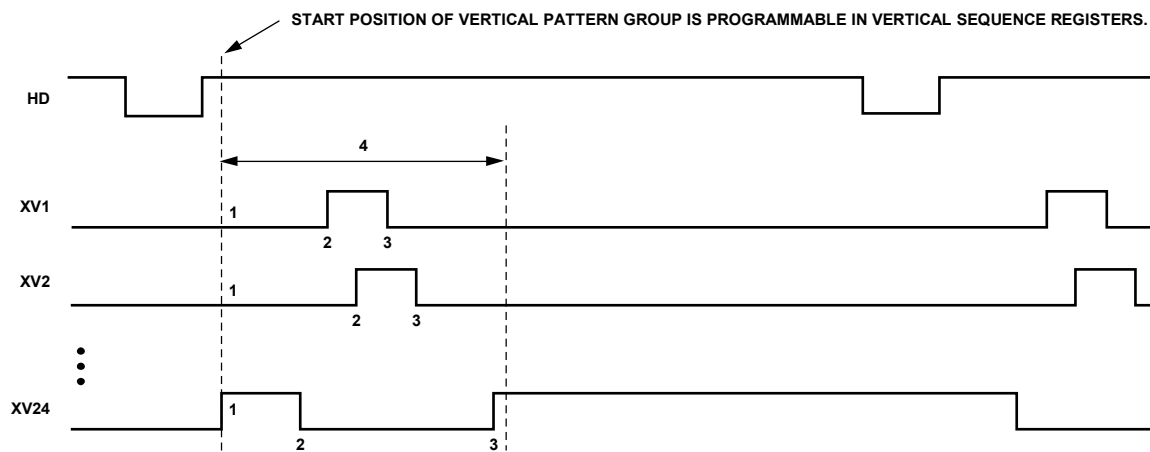 START POSITION OF VERTICAL PATTERN GROUP IS PROGRAMMABLE IN VERTICAL SEQUENCE REGISTERS.
HD
4
XV1
1
2 3
XV2
1
2 3
XV24
1
2 3